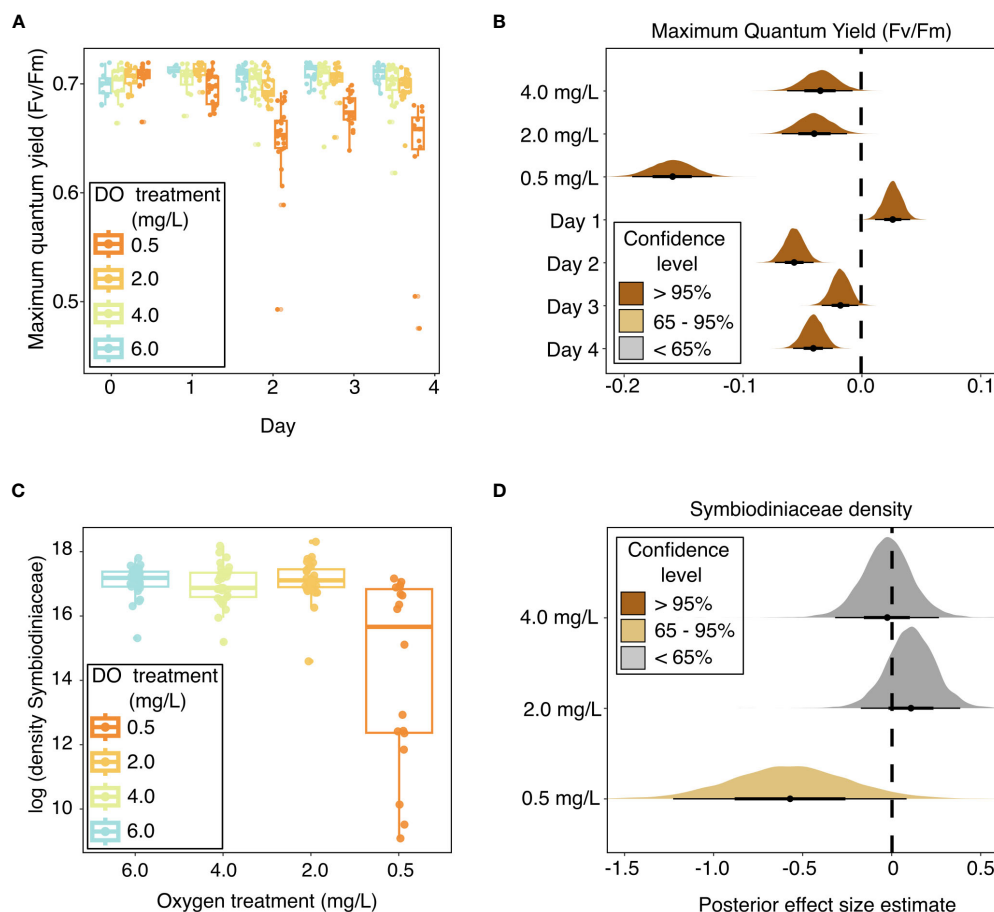 A
Maximum quantum yield (Fv/Fm)
0.7
0.6
0.5
DO treatment
(mg/L)
0.5
2.0
4.0
6.0
0 1 2 3 4
Day
B
Maximum Quantum Yield (Fv/Fm)
4.0 mg/L
2.0 mg/L
0.5 mg/L
Day 1
Day 2
Day 3
Day 4
Confidence
level
> 95%
65 - 95%
< 65%
-0.2 -0.1 0.0 0.1
C
log (density Symbiodiniaceae)
18
16
14
12
10
DO treatment
(mg/L)
0.5
2.0
4.0
6.0
6.0 4.0 2.0 0.5
Oxygen treatment (mg/L)
D
Symbiodiniaceae density
Confidence
level
> 95%
65 - 95%
< 65%
4.0 mg/L
2.0 mg/L
0.5 mg/L
-1.5 -1.0 -0.5 0 0.5
Posterior effect size estimate